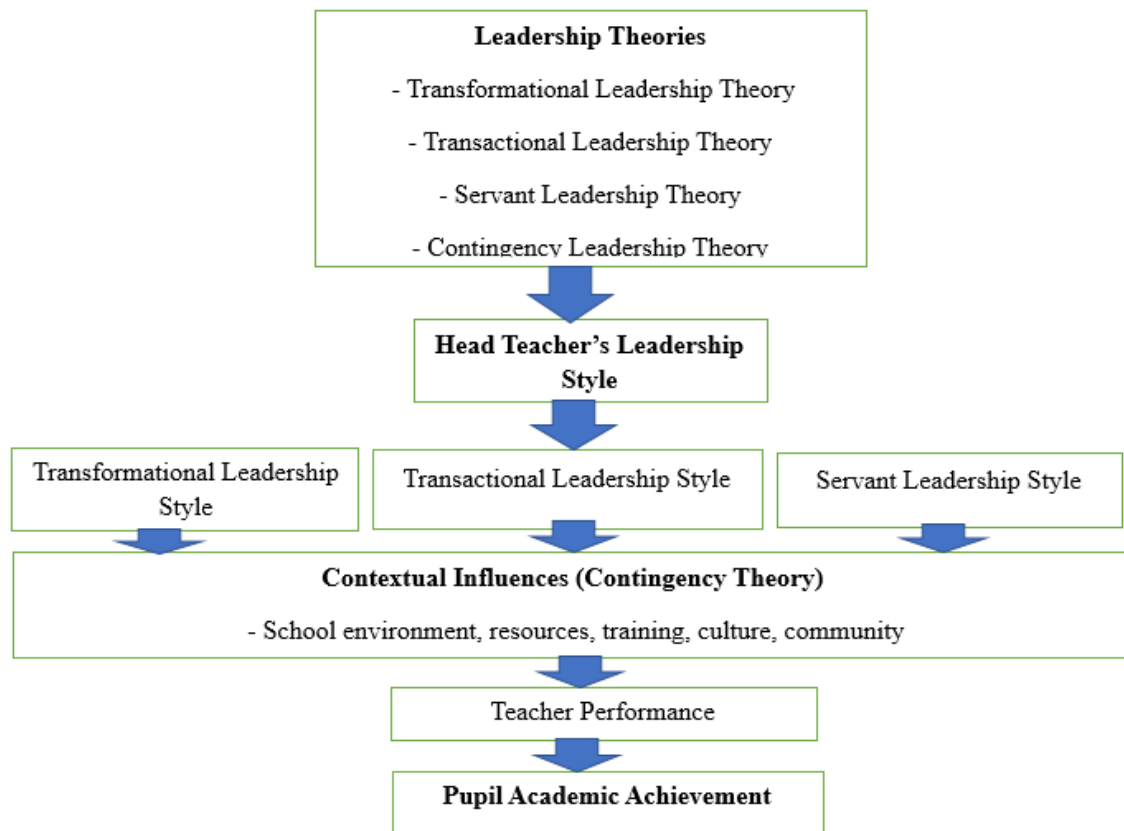 Leadership Theories
- Transformational Leadership Theory
- Transactional Leadership Theory
- Servant Leadership Theory
- Contingency Leadership Theory
Head Teacher’s Leadership
Style
Transformational Leadership
Style
Transactional Leadership Style
Servant Leadership Style
Contextual Influences (Contingency Theory)
- School environment, resources, training, culture, community
Teacher Performance
Pupil Academic Achievement